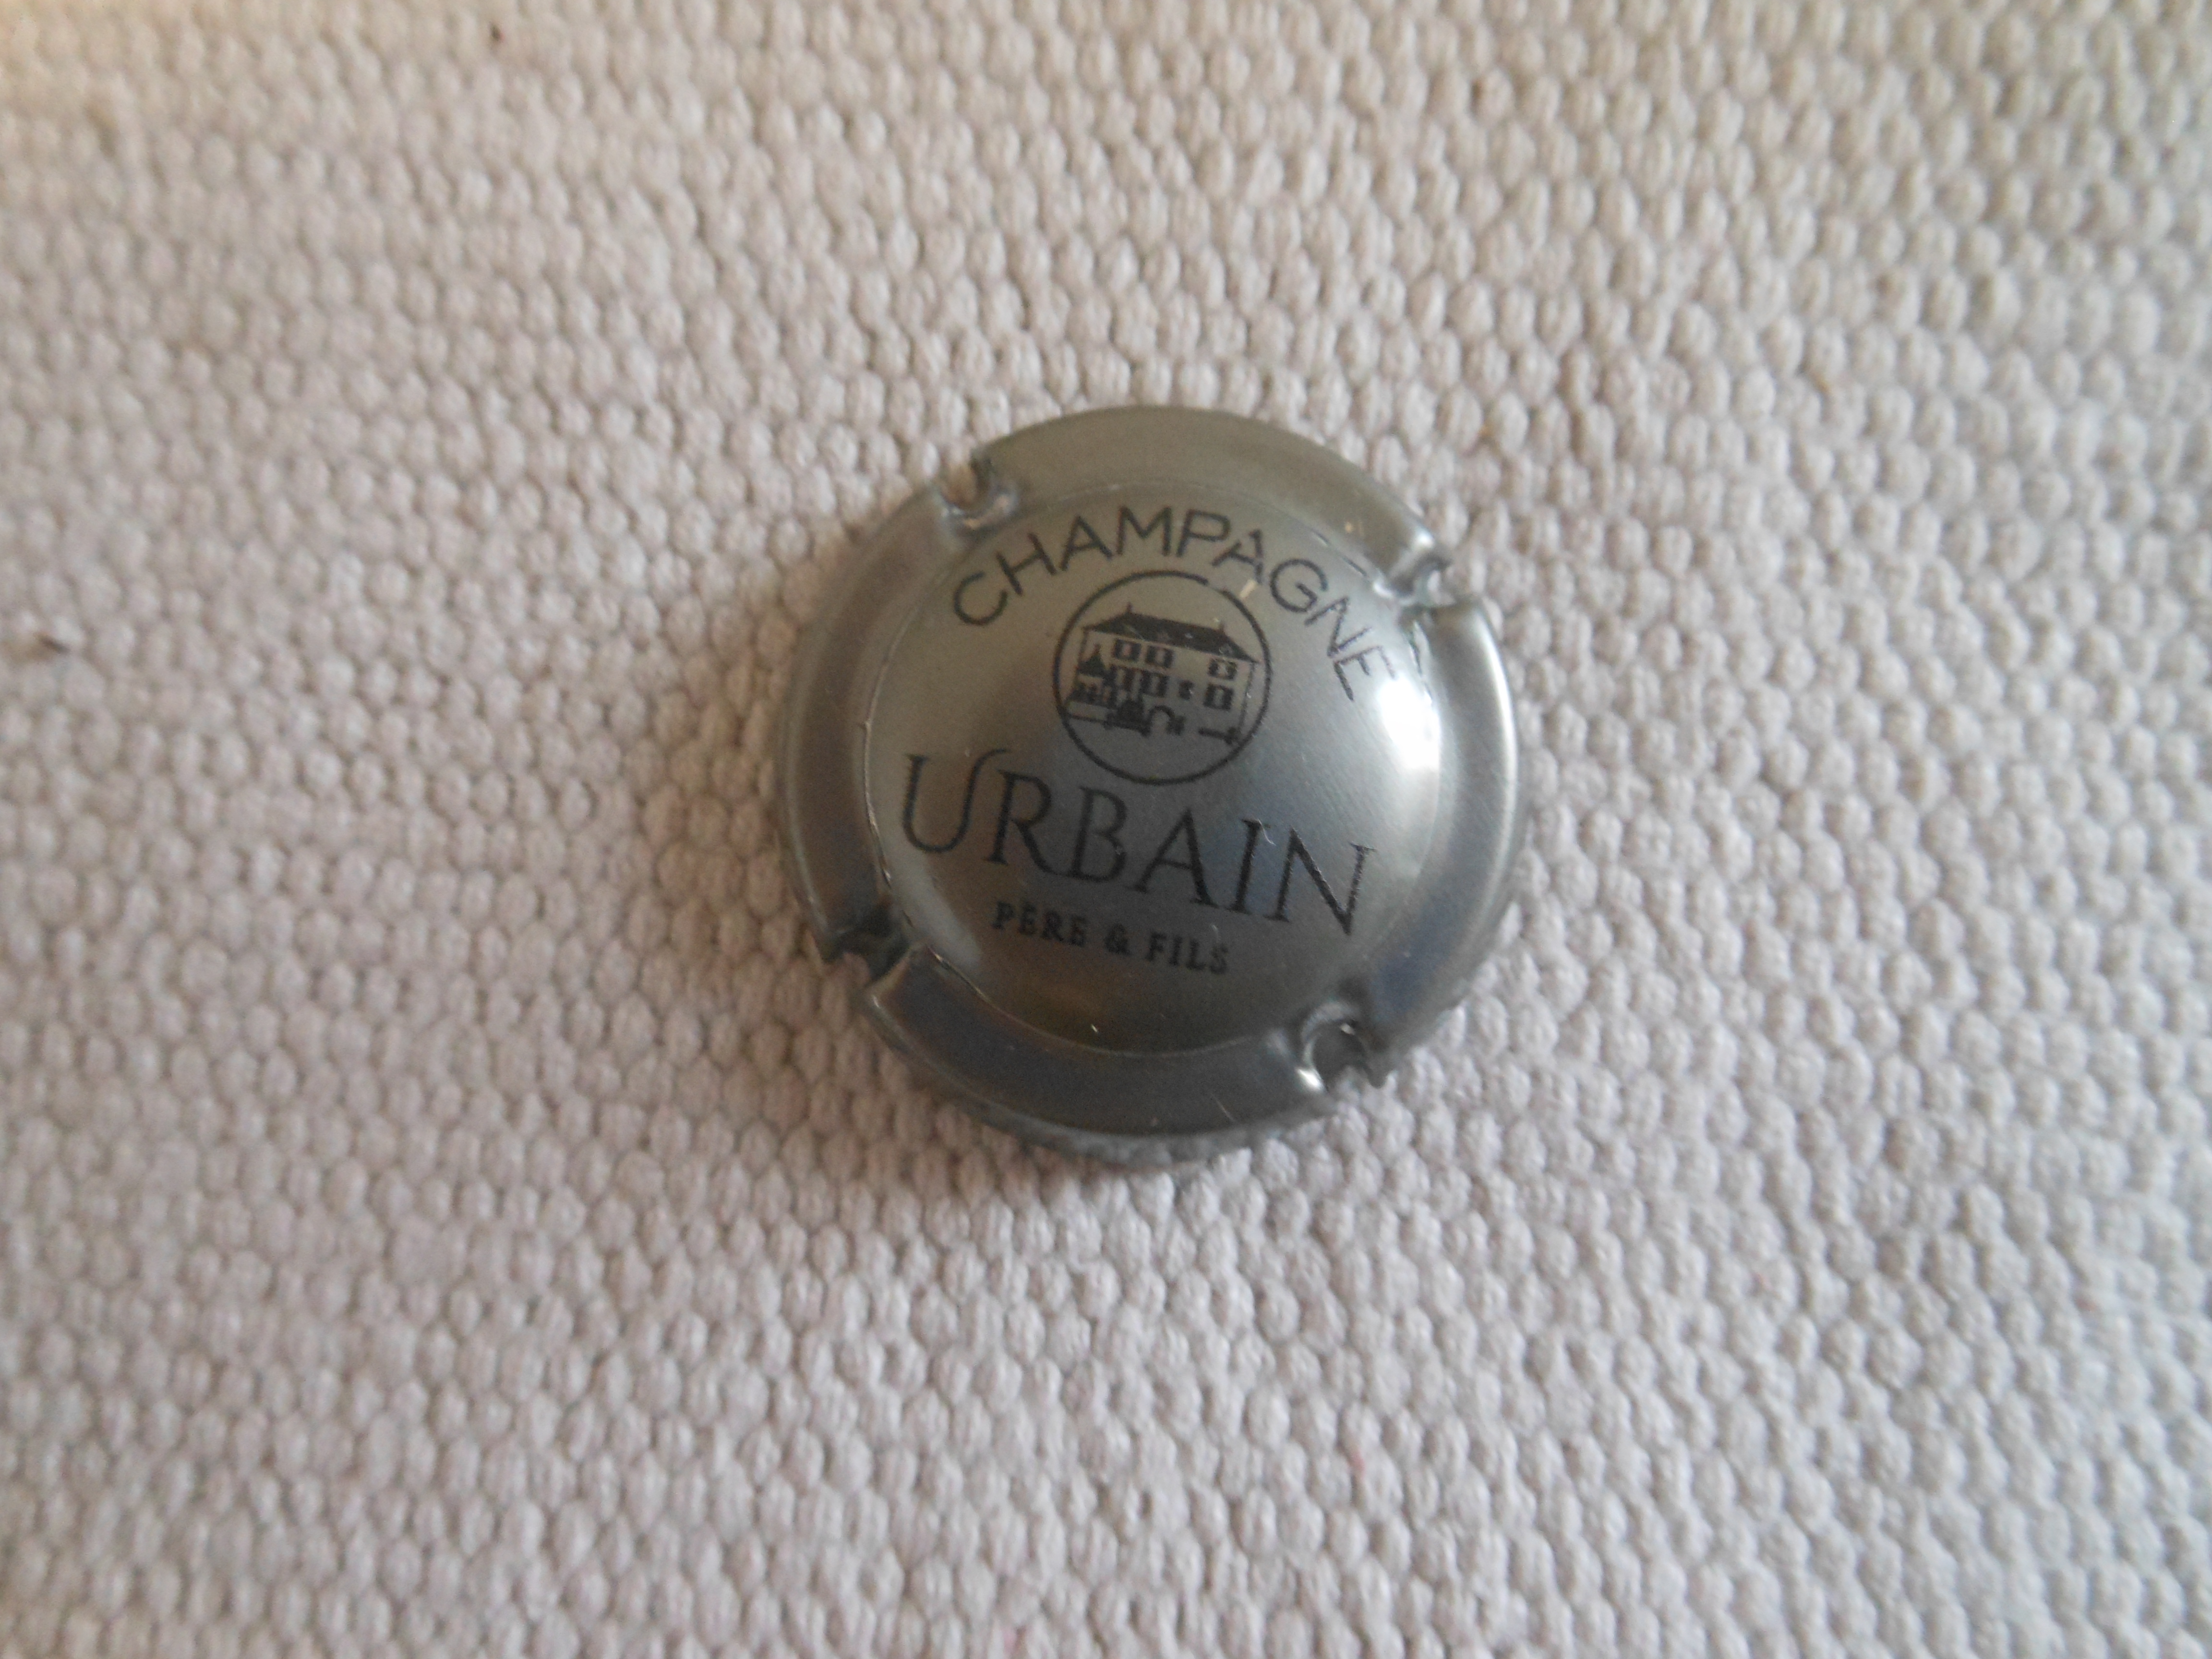 CHAMPAGNE
URBAIN
PÈRE & FILS